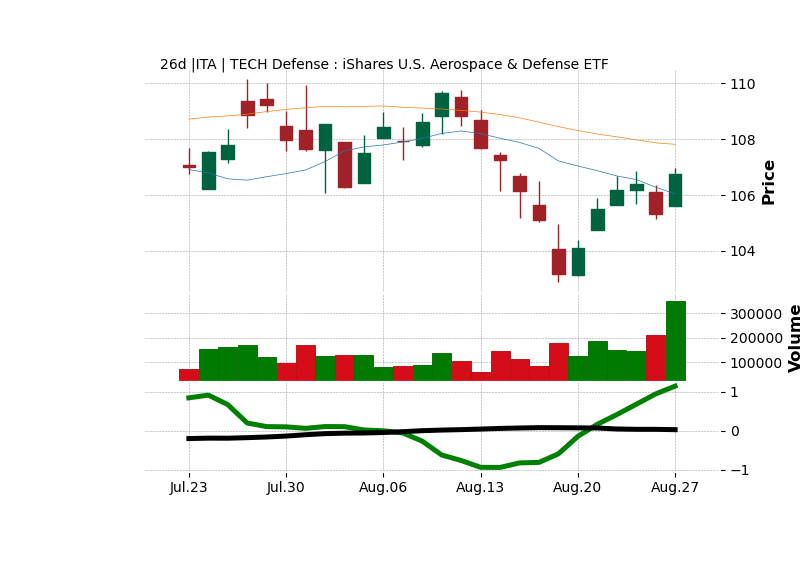 26d |ITA | TECH Defense : iShares U.S. Aerospace & Defense ETF
110
108
106
104
Price
300000
200000
100000
Volume
1
0
−1
Jul.23 Jul.30 Aug.06 Aug.13 Aug.20 Aug.27